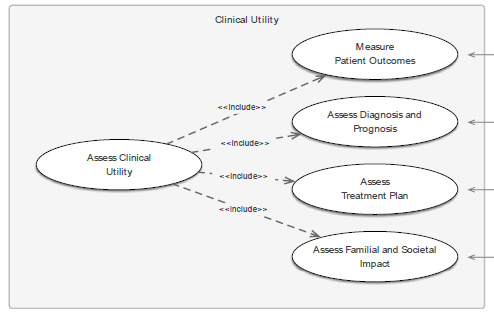 Clinical Utility
Measure
Patient Outcomes
<<include>>
Assess Diagnosis and
Prognosis
<<include>>
Assess Clinical
Utility
<<include>>
Assess
Treatment Plan
<<include>>
Assess Familial and Societal
Impact